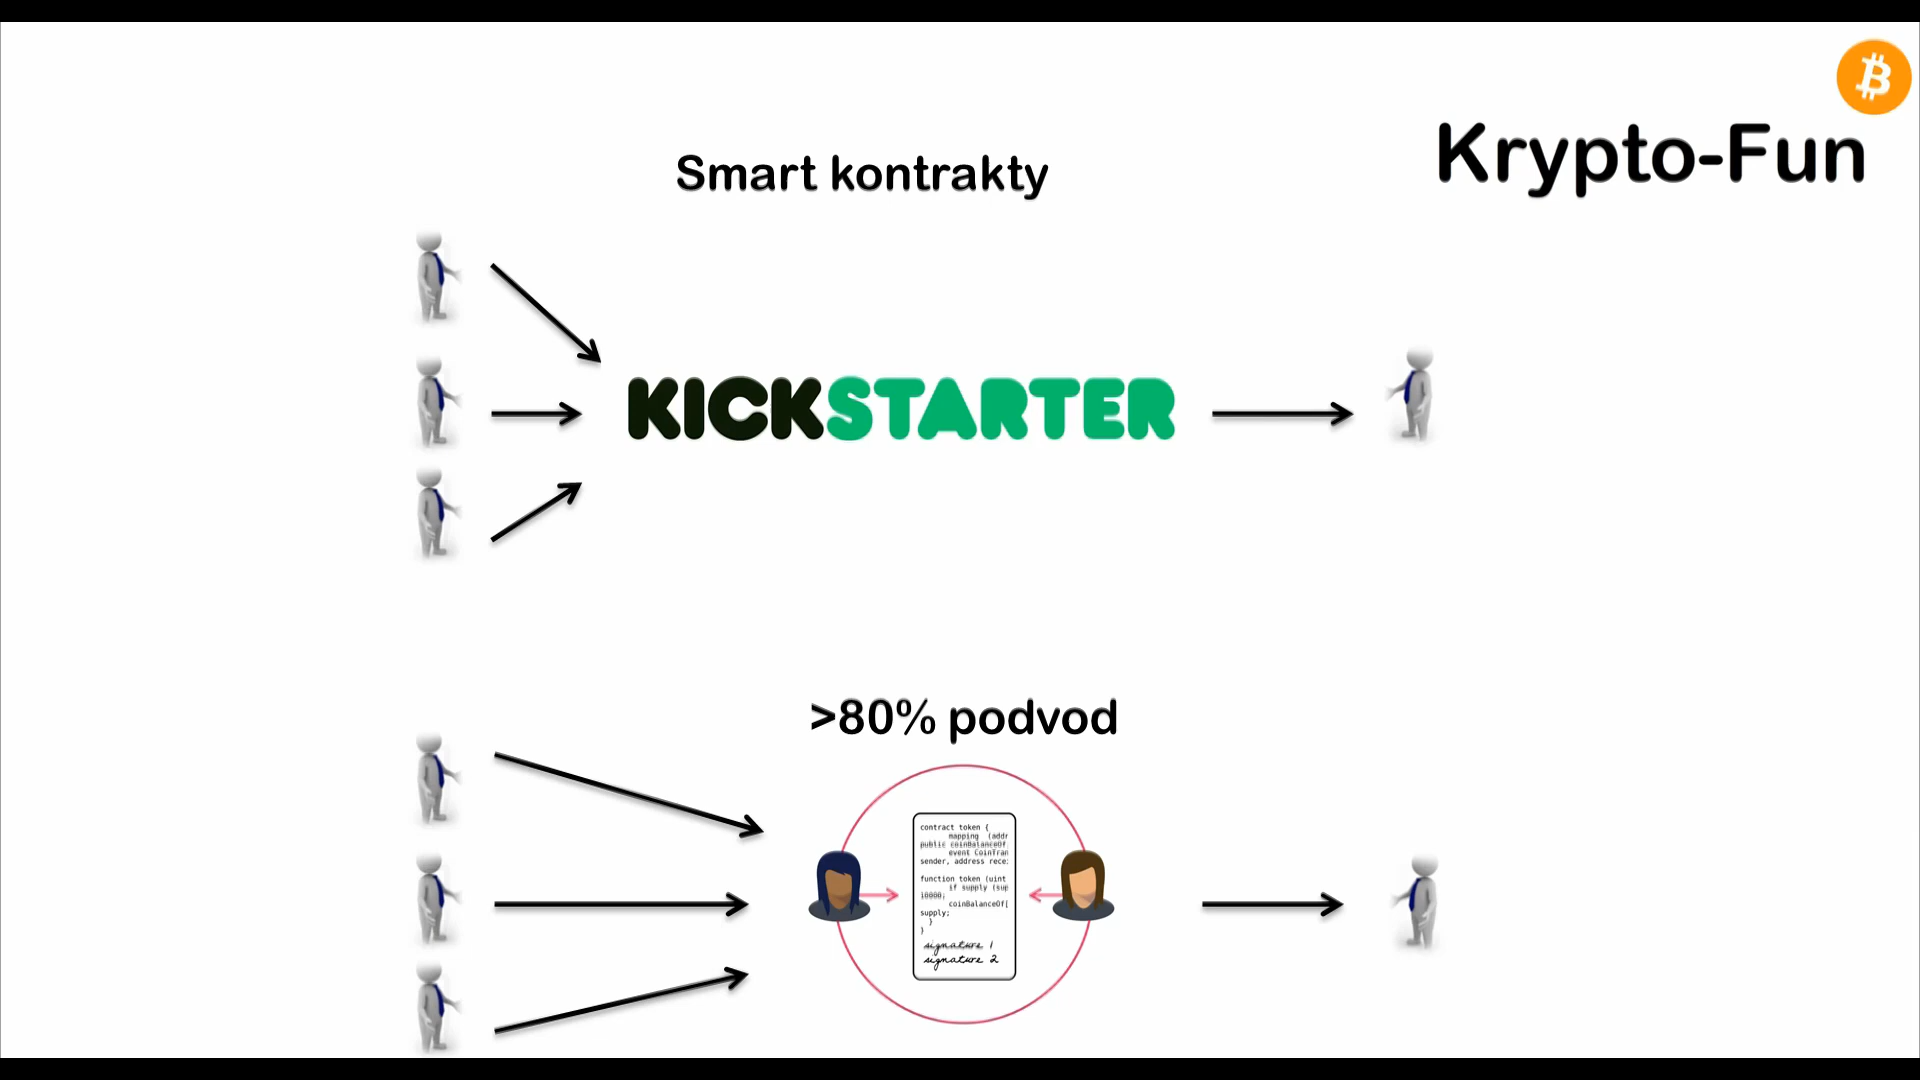 Krypto-Fun
Smart kontrakty
KICKSTARTER
>80% podvod
contract token {
mapping (addr
public coinBalanceOf
event CoinTran
sender, address rece
function token (uint
if supply (sup
10000;
coinBalanceOf[
supply;
}
}
signature 1
signature 2